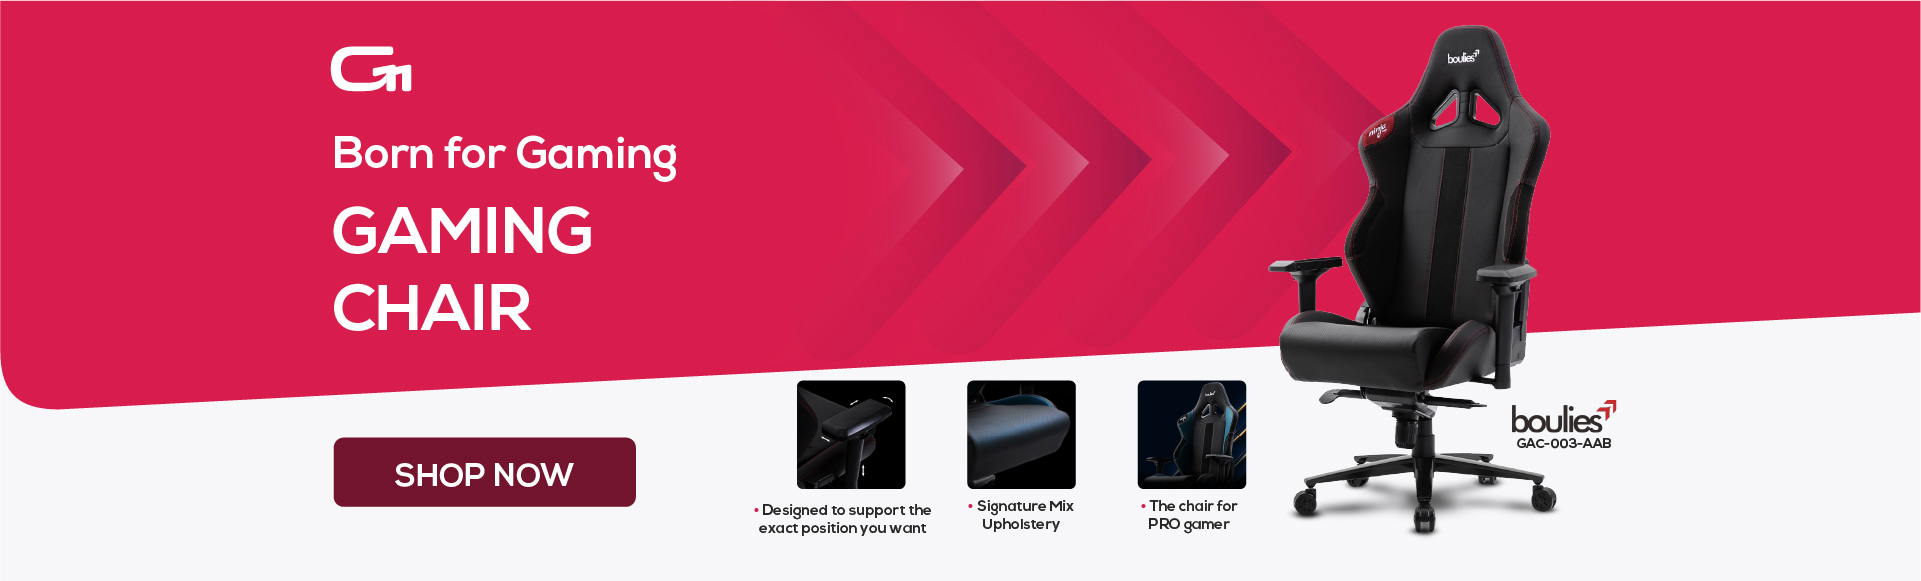 Born for Gaming
GAMING
CHAIR
SHOP NOW
• Designed to support the
exact position you want
• Signature Mix
Upholstery
• The chair for
PRO gamer
boulies
ninja
boulies
GAC-003-AAB